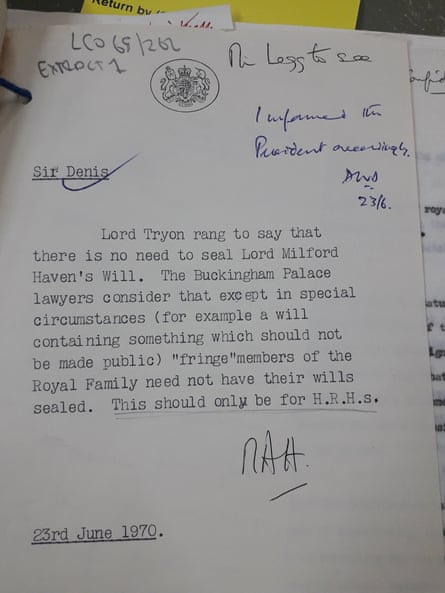 Return by
LCO 65/262
EXTRACT 1
Mr Legg to see
I informed the
President accordingly.
23/6.
Sir Denis
Lord Tryon rang to say that
there is no need to seal Lord Milford
Haven's Will. The Buckingham Palace
lawyers consider that except in special
circumstances (for example a will
containing something which should not
be made public) "fringe"members of the
Royal Family need not have their wills
sealed. This should only be for H.R.H.s.
23rd June 1970.